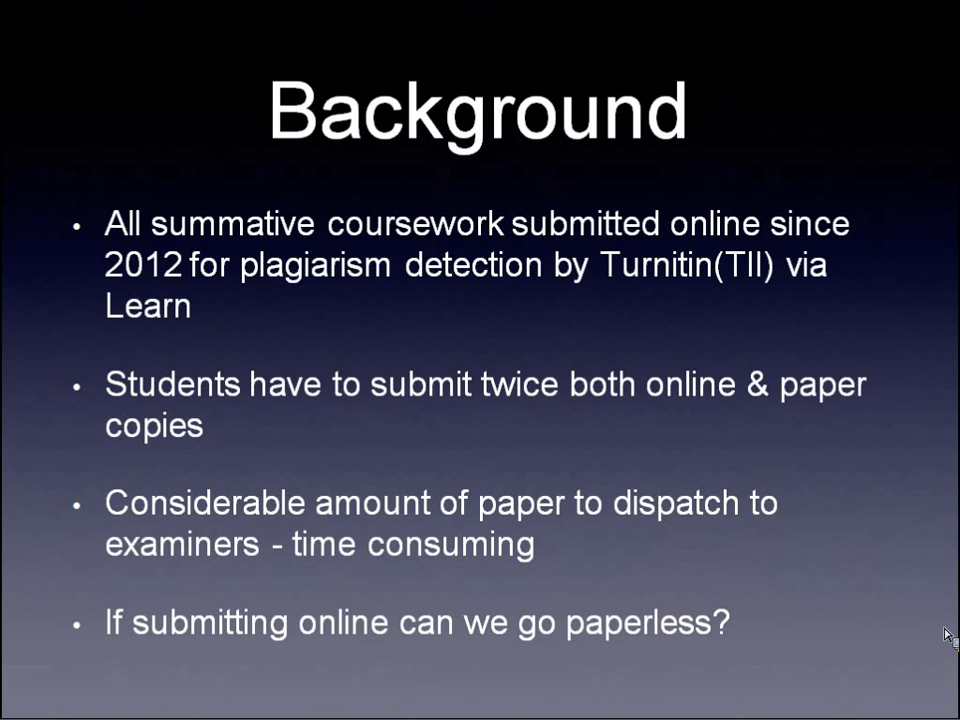 Background
• All summative coursework submitted online since
2012 for plagiarism detection by Turnitin(TII) via
Learn
• Students have to submit twice both online & paper
copies
• Considerable amount of paper to dispatch to
examiners - time consuming
• If submitting online can we go paperless?